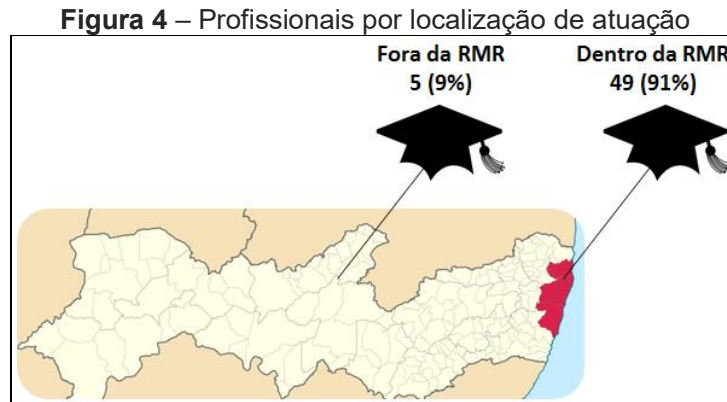 Figura 4 – Profissionais por localização de atuação
Fora da RMR
5 (9%)
Dentro da RMR
49 (91%)